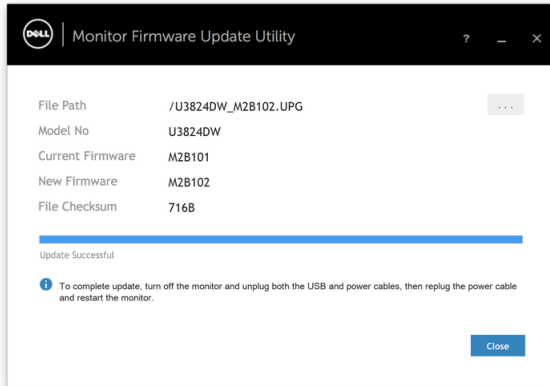 DELL Monitor Firmware Update Utility ? _ ×
File Path /U3824DW_M2B102.UPG ...
Model No U3824DW
Current Firmware M2B101
New Firmware M2B102
File Checksum 716B
Update Successful
i To complete update, turn off the monitor and unplug both the USB and power cables, then replug the power cable
and restart the monitor.
Close